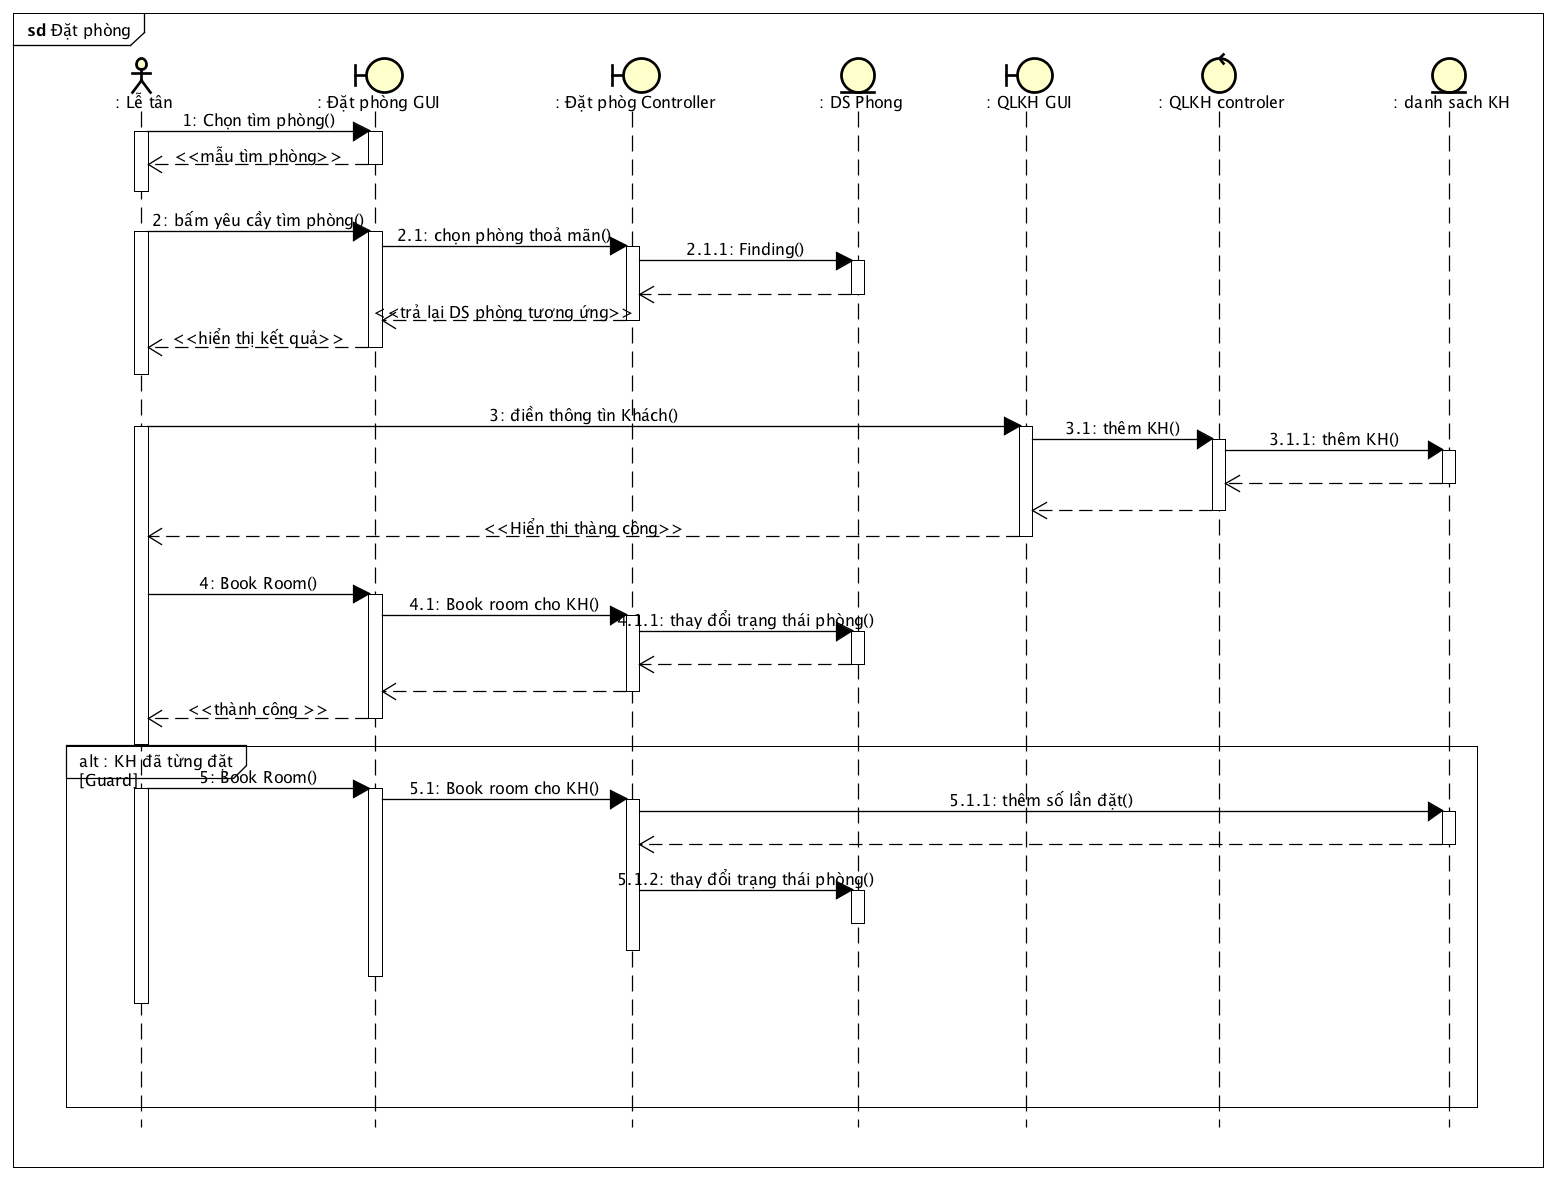 sd Đặt phòng
: Lễ tân
: Đặt phòng GUI
: Đặt phòg Controller
: DS Phong
: QLKH GUI
: QLKH controler
: danh sach KH
1: Chọn tìm phòng()
<<mẫu tìm phòng>>
2: bấm yêu cầy tìm phòng()
2.1: chọn phòng thoả mãn()
2.1.1: Finding()
<<trả lại DS phòng tương ứng>>
<<hiển thị kết quả>>
3: điền thông tìn Khách()
3.1: thêm KH()
3.1.1: thêm KH()
<<Hiển thi thàng công>>
4: Book Room()
4.1: Book room cho KH()
4.1.1: thay đổi trạng thái phòng()
<<thành công >>
alt : KH đã từng đặt
[Guard]
5: Book Room()
5.1: Book room cho KH()
5.1.1: thêm số lần đặt()
5.1.2: thay đổi trạng thái phòng()